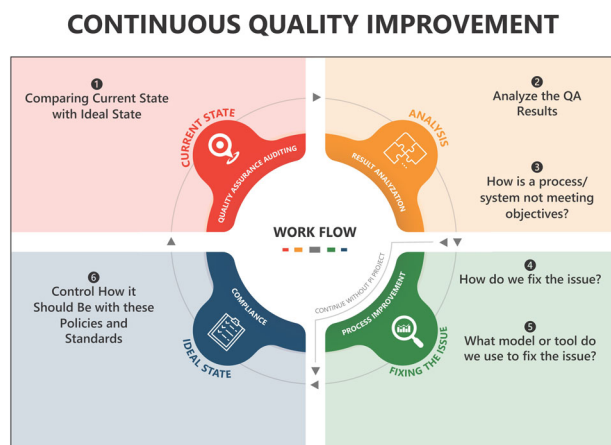 CONTINUOUS QUALITY IMPROVEMENT
1
Comparing Current State
with Ideal State
CURRENT STATE
QUALITY ASSURANCE AUDITING
ANALYSIS
RESULT ANALYZATION
2
Analyze the QA
Results
3
How is a process/
system not meeting
objectives?
WORK FLOW
6
Control How it
Should Be with these
Policies and
Standards
COMPLIANCE
IDEAL STATE
CONTINUE WITHOUT PI PROJECT
PROCESS IMPROVEMENT
FIXING THE ISSUE
4
How do we fix the issue?
5
What model or tool do
we use to fix the issue?